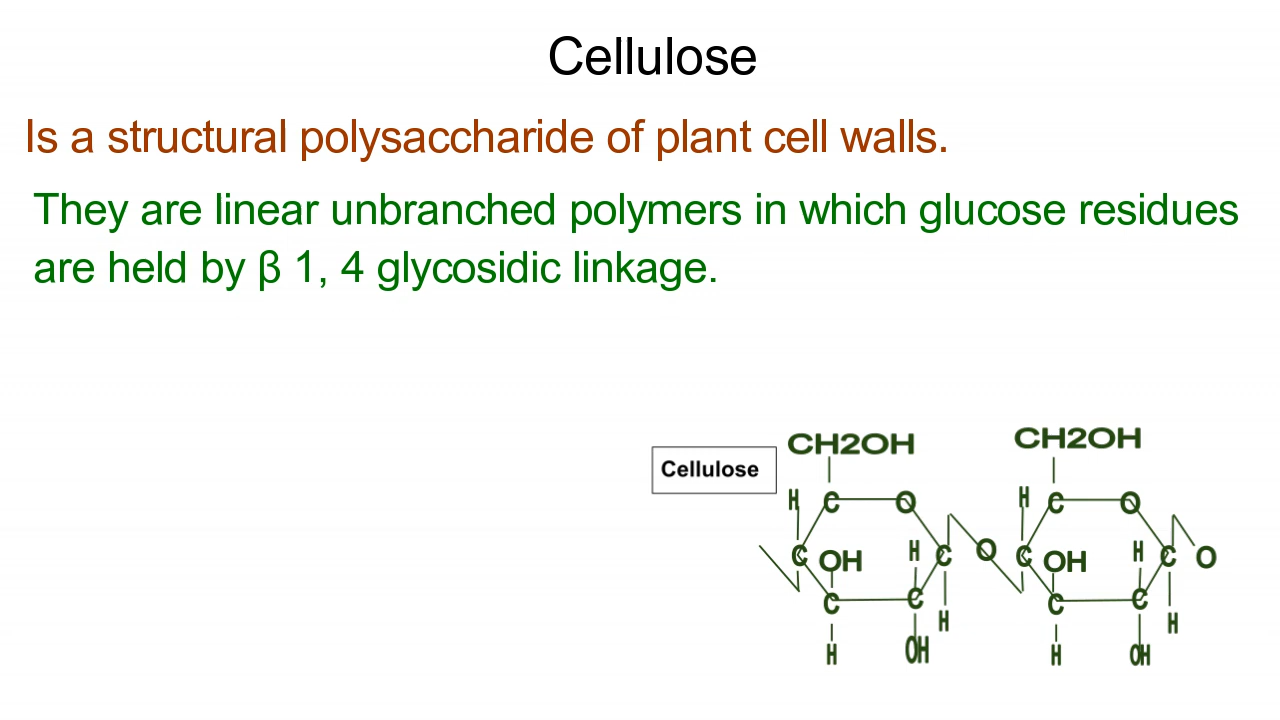 Cellulose
Is a structural polysaccharide of plant cell walls.
They are linear unbranched polymers in which glucose residues
are held by β 1, 4 glycosidic linkage.
CH2OH CH2OH
Cellulose
H C O H C O
C OH H C O C OH H C O
C C C C
H H
H OH H OH